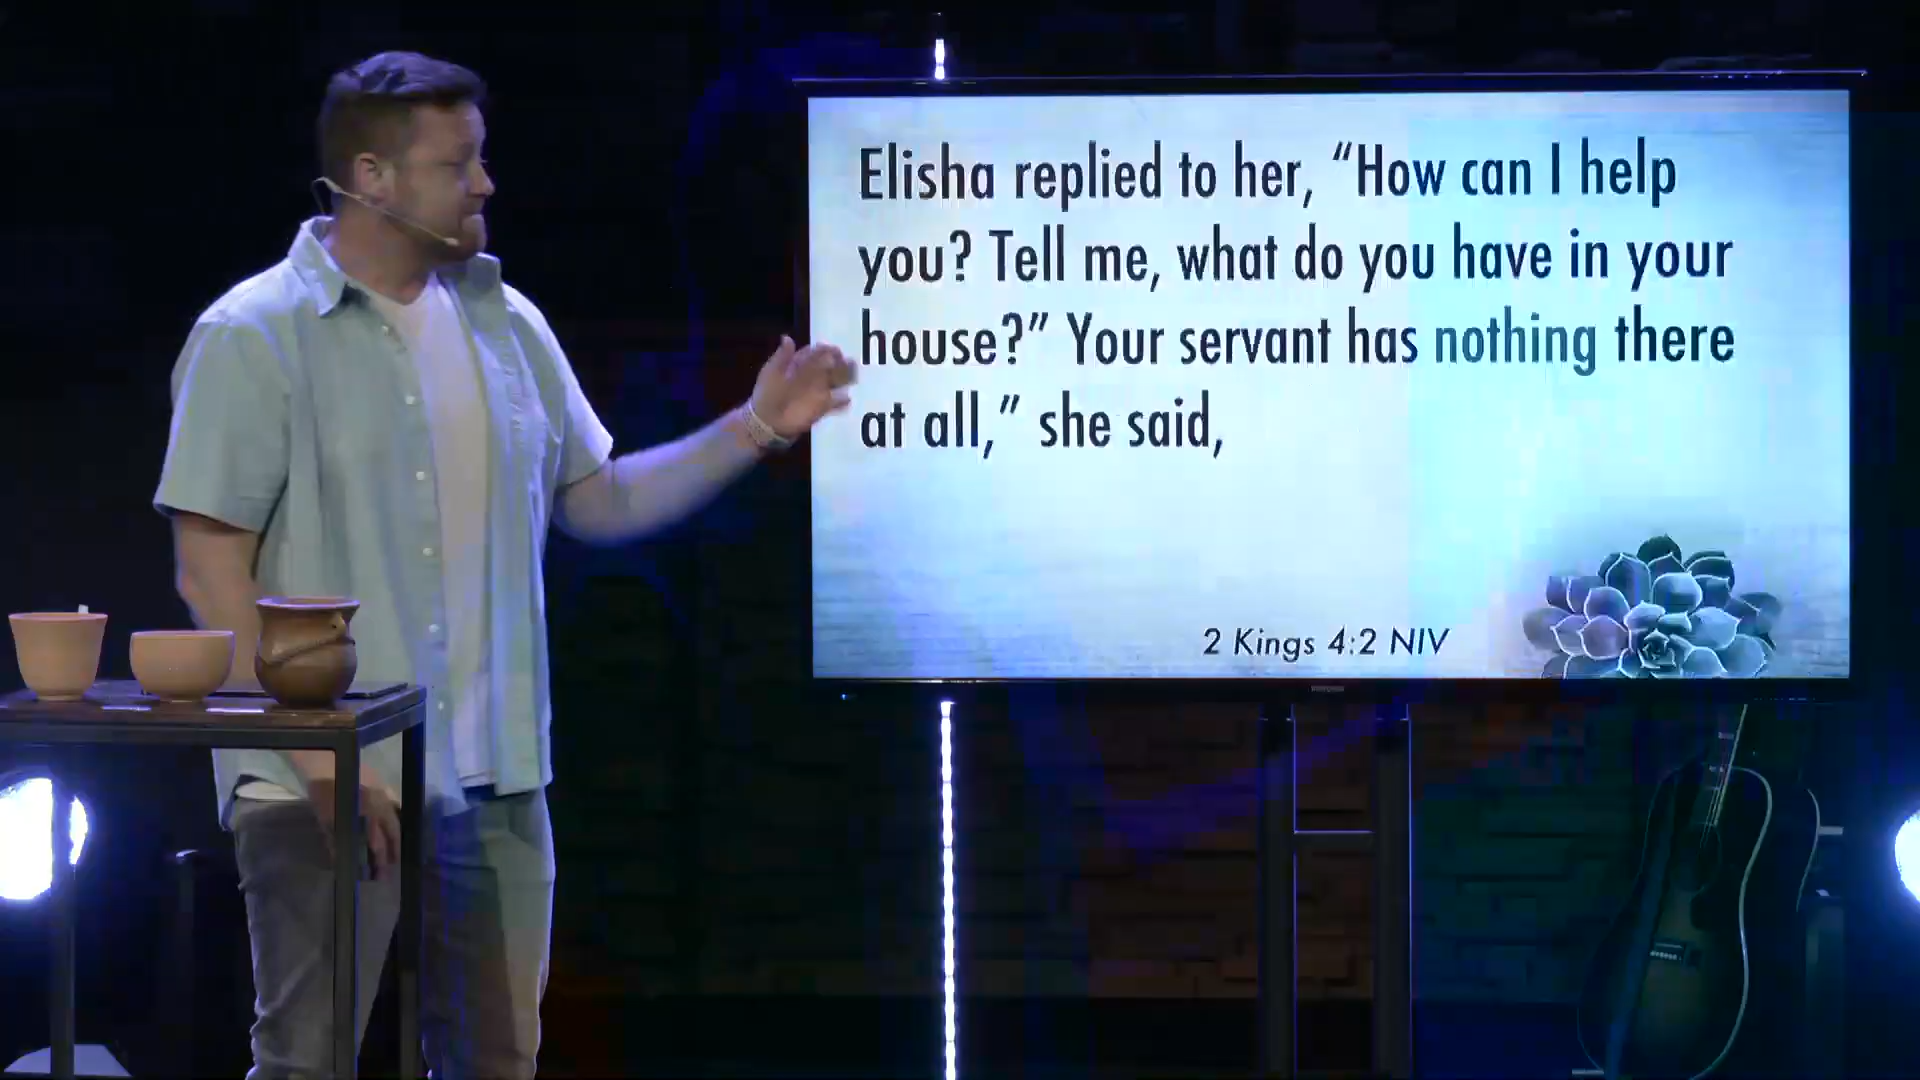 Elisha replied to her, “How can I help
you? Tell me, what do you have in your
house?” Your servant has nothing there
at all,” she said,
2 Kings 4:2 NIV